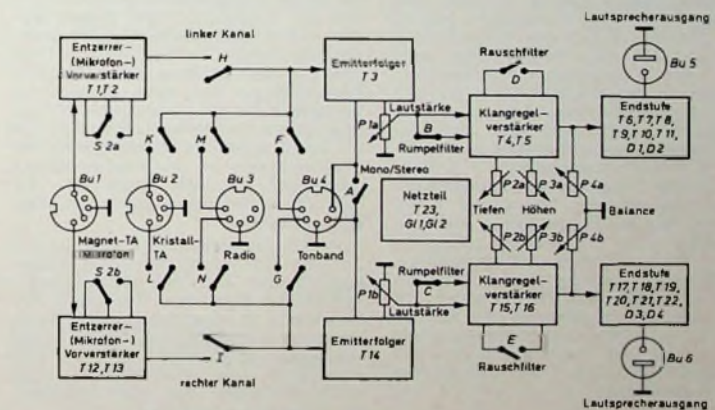 Lautsprecherausgang
linker Kanal
Entzerrer-
(Mikrofon-)
Vorverstärker
T1,T2
H
Emitterfolger
T3
Rauschfilter
D
Bu 5
S 2a
K
M
F
P1a
Lautstärke
B
Rumpelfilter
Klangregel-
verstärker
T4,T5
Endstufe
T6,T7,T8,
T9,T10,T11,
D1,D2
Bu 1
Bu 2
Bu 3
Bu 4
Mono/Stereo
A
Netzteil
T23,
Gl1,Gl2
P2a
P3a
P4a
Tiefen
Höhen
Balance
P2b
P3b
P4b
Magnet-TA
Mikrofon
Kristall-
TA
Radio
Tonband
S 2b
L
N
G
P1b
Rumpelfilter
C
Lautstärke
Klangregel-
verstärker
T15,T16
Endstufe
T17,T18,T19,
T20,T21,T22,
D3,D4
Entzerrer-
(Mikrofon-)
Vorverstärker
T12,T13
I
Emitterfolger
T14
E
Rauschfilter
Bu 6
rechter Kanal
Lautsprecherausgang